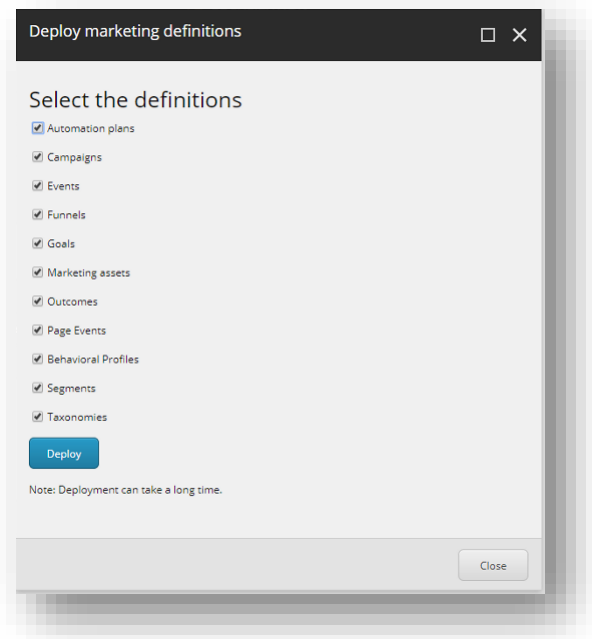 Deploy marketing definitions
Select the definitions
Automation plans
Campaigns
Events
Funnels
Goals
Marketing assets
Outcomes
Page Events
Behavioral Profiles
Segments
Taxonomies
Deploy
Note: Deployment can take a long time.
Close